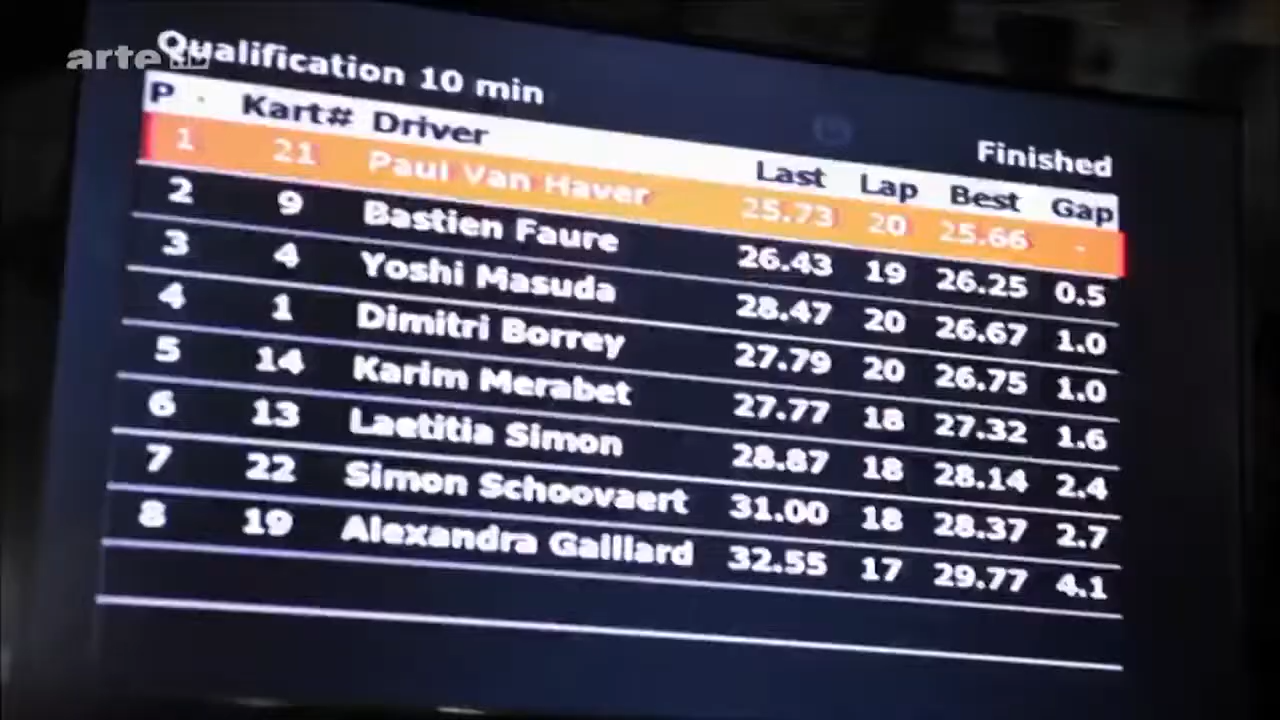 arte
Qualification 10 min
Finished
P Kart# Driver Last Lap Best Gap
1 21 Paul Van Haver 25.73 20 25.66 -
2 9 Bastien Faure 26.43 19 26.25 0.5
3 4 Yoshi Masuda 28.47 20 26.67 1.0
4 1 Dimitri Borrey 27.79 20 26.75 1.0
5 14 Karim Merabet 27.77 18 27.32 1.6
6 13 Laetitia Simon 28.87 18 28.14 2.4
7 22 Simon Schoovaert 31.00 18 28.37 2.7
8 19 Alexandra Gaillard 32.55 17 29.77 4.1